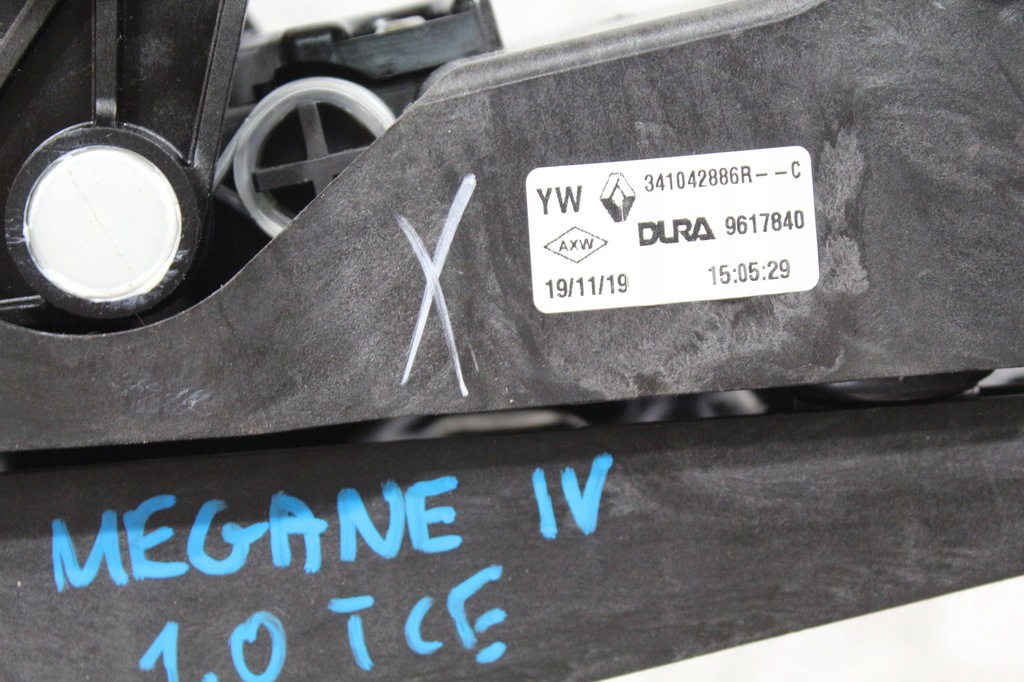 YW 341042886R--C
DURA 9617840
AXW
19/11/19 15:05:29
X
MEGANE IV
1.0 TCE